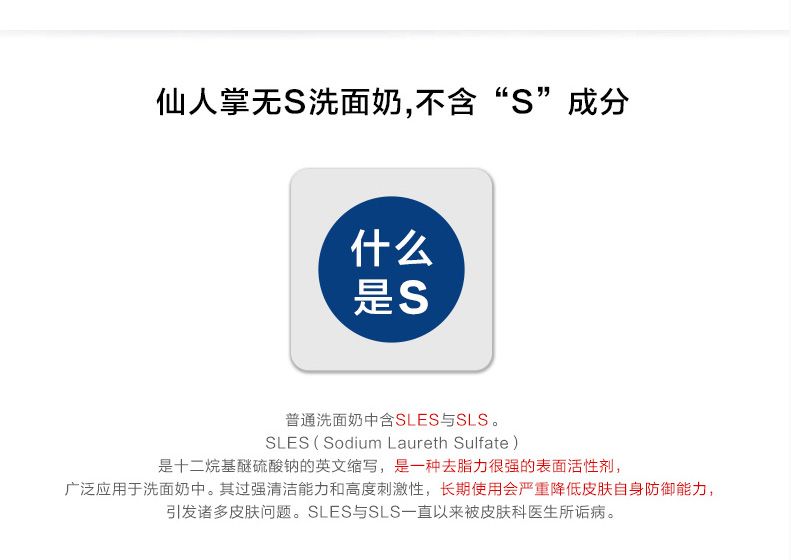 仙人掌无S洗面奶,不含“S”成分
什么
是S
普通洗面奶中含SLES与SLS。
SLES（Sodium Laureth Sulfate）
是十二烷基醚硫酸钠的英文缩写，是一种去脂力很强的表面活性剂，
广泛应用于洗面奶中。其过强清洁能力和高度刺激性，长期使用会严重降低皮肤自身防御能力，
引发诸多皮肤问题。SLES与SLS一直以来被皮肤科医生所诟病。